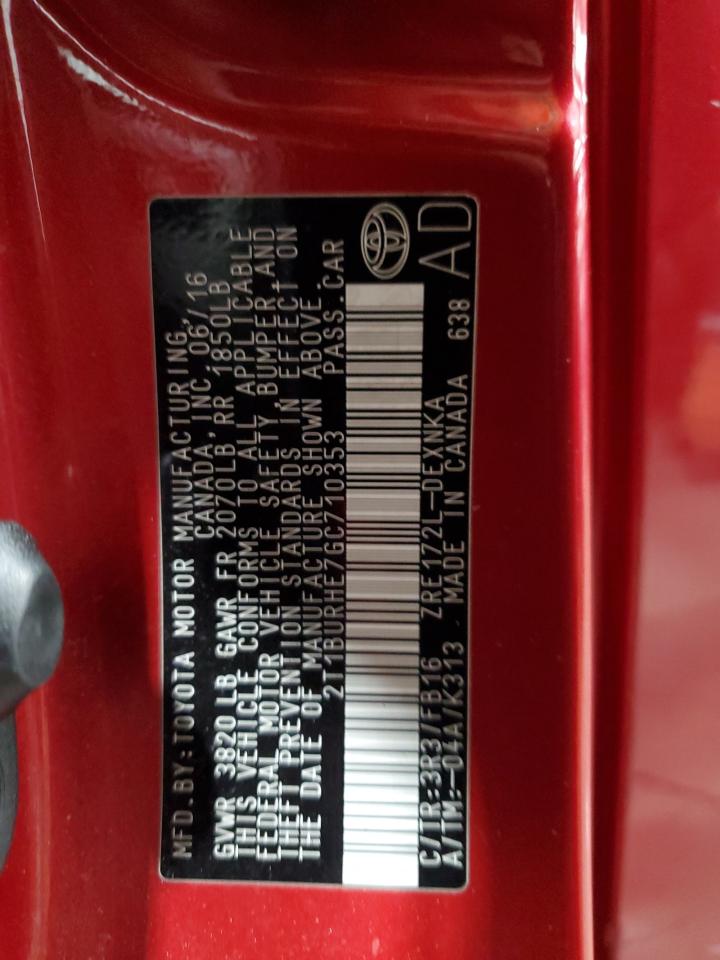 MFD.BY:TOYOTA MOTOR MANUFACTURING,
CANADA,INC. 06/16
GVWR 3820LB GAWR FR 2070LB,RR 1850LB
THIS VEHICLE CONFORMS TO ALL APPLICABLE
FEDERAL MOTOR VEHICLE SAFETY,BUMPER,AND
THEFT PREVENTION STANDARDS IN EFFECT ON
THE DATE OF MANUFACTURE SHOWN ABOVE.
2T1BURHE7GC710353 PASS.CAR
C/TR:3R3/FB16 ZRE172L-DEXNKA
A/TM:-04A/K313 MADE IN CANADA 638
AD